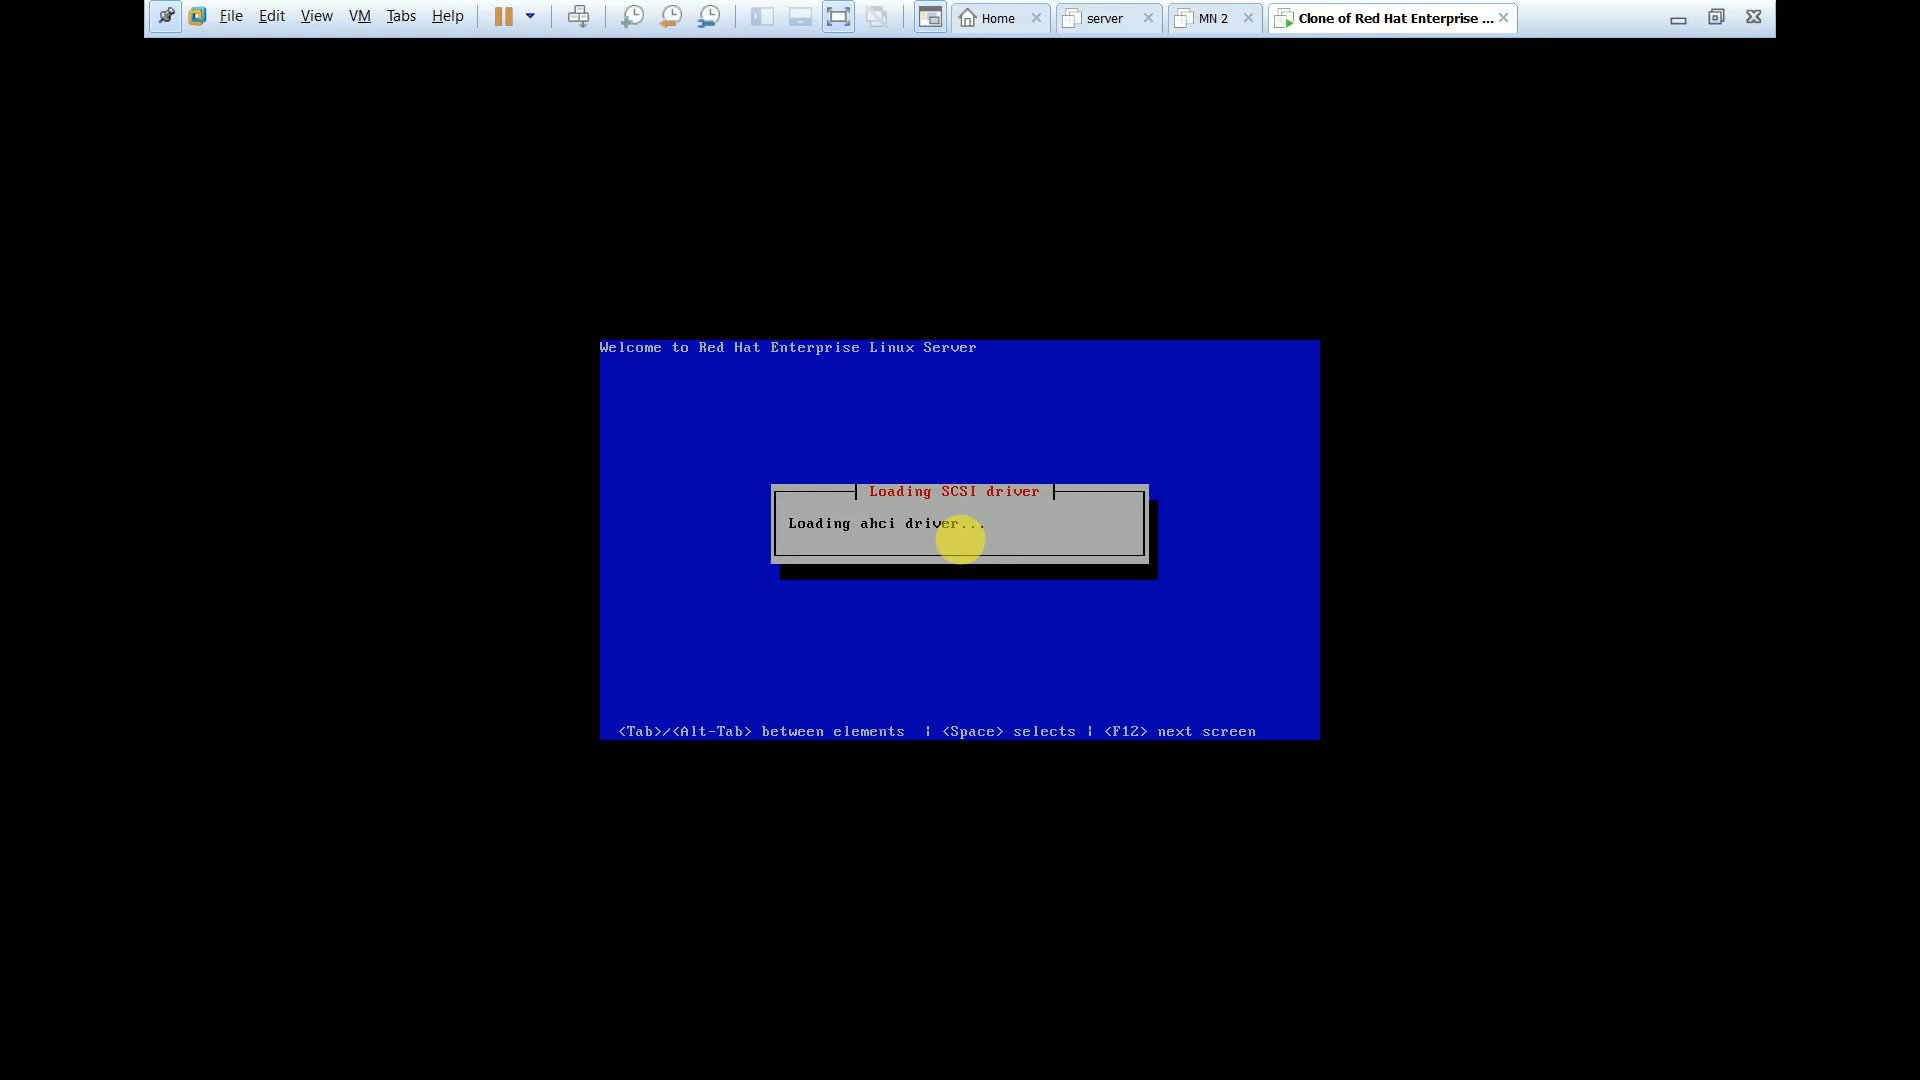 File Edit View VM Tabs Help Home server MN 2 Clone of Red Hat Enterprise ...
Welcome to Red Hat Enterprise Linux Server
Loading SCSI driver
Loading ahci driver...
<Tab>/<Alt-Tab> between elements | <Space> selects | <F12> next screen